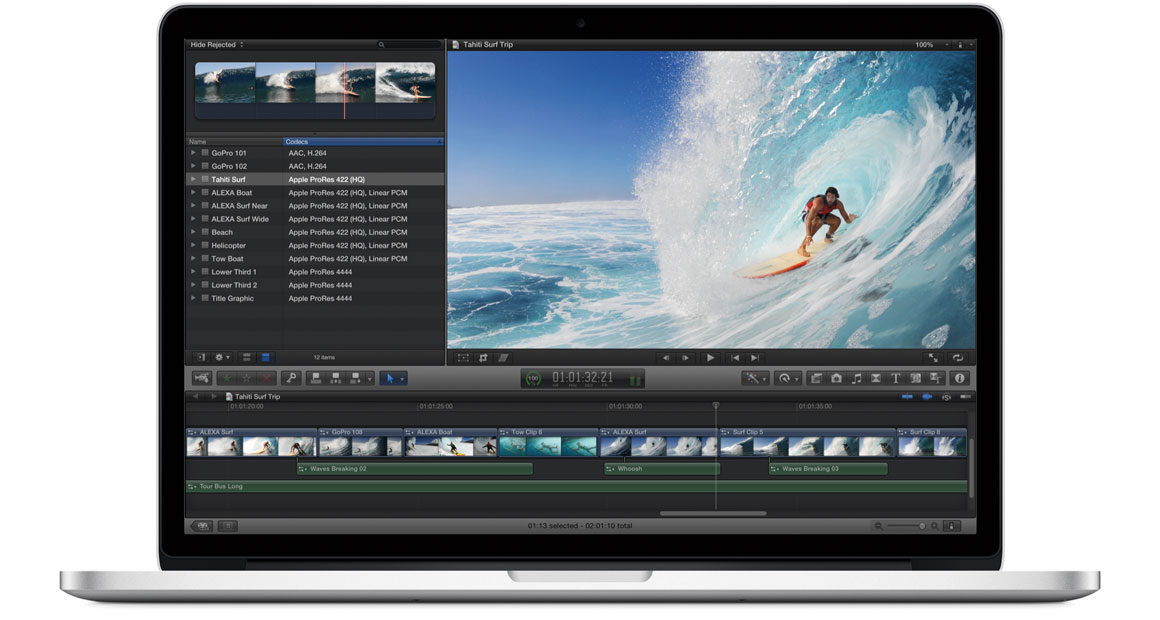 Hide Rejected
Tahiti Surf Trip
100%
Name Codecs
GoPro 101 AAC, H.264
GoPro 102 AAC, H.264
Tahiti Surf Apple ProRes 422 (HQ)
ALEXA Boat Apple ProRes 422 (HQ), Linear PCM
ALEXA Surf Near Apple ProRes 422 (HQ), Linear PCM
ALEXA Surf Wide Apple ProRes 422 (HQ), Linear PCM
Beach Apple ProRes 422 (HQ), Linear PCM
Helicopter Apple ProRes 422 (HQ), Linear PCM
Tow Boat Apple ProRes 422 (HQ), Linear PCM
Lower Third 1 Apple ProRes 4444
Lower Third 2 Apple ProRes 4444
Title Graphic Apple ProRes 4444
12 items
100 01:01:32:21
T
Tahiti Surf Trip
01:01:20:00 01:01:25:00 01:01:30:00 01:01:35:00
ALEXA Surf GoPro 108 ALEXA Boat Tow Clip 6 ALEXA Surf Surf Clip 5 Surf Clip 8
Waves Breaking 02 Whoosh Waves Breaking 03
Tour Bus Long
01:13 selected - 02:01:10 total